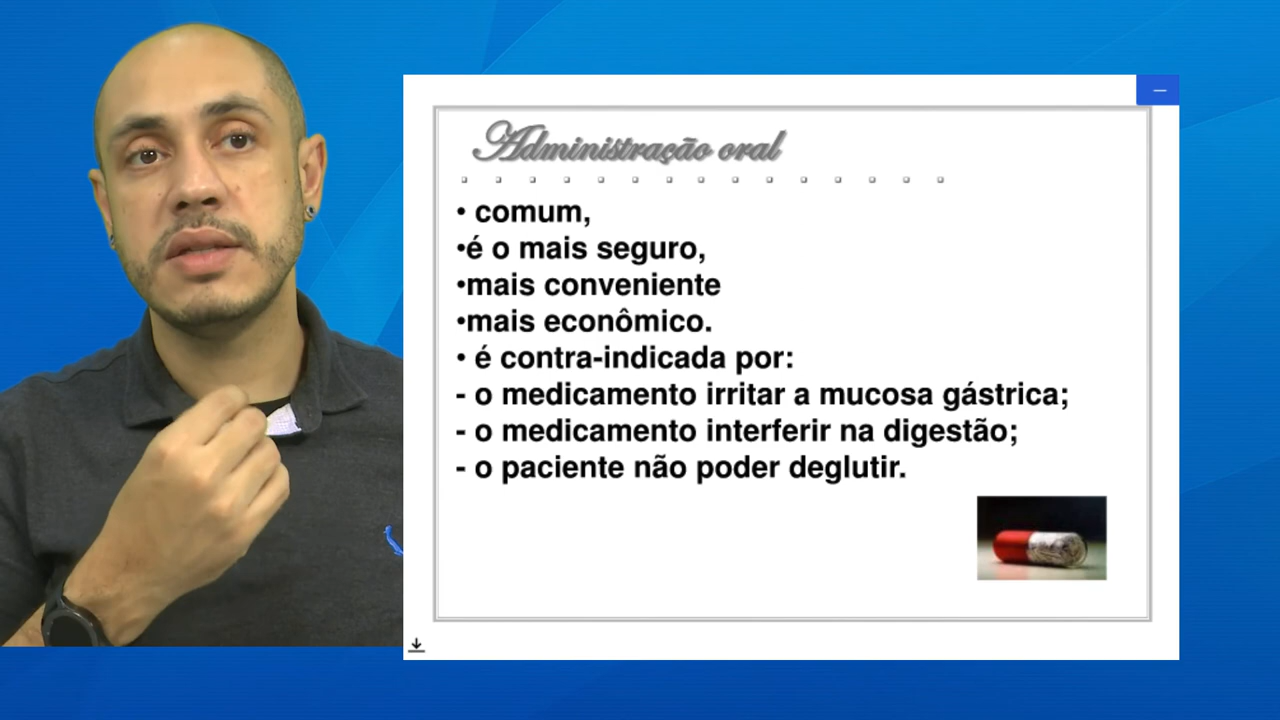 Administração oral
• comum,
•é o mais seguro,
•mais conveniente
•mais econômico.
• é contra-indicada por:
- o medicamento irritar a mucosa gástrica;
- o medicamento interferir na digestão;
- o paciente não poder deglutir.